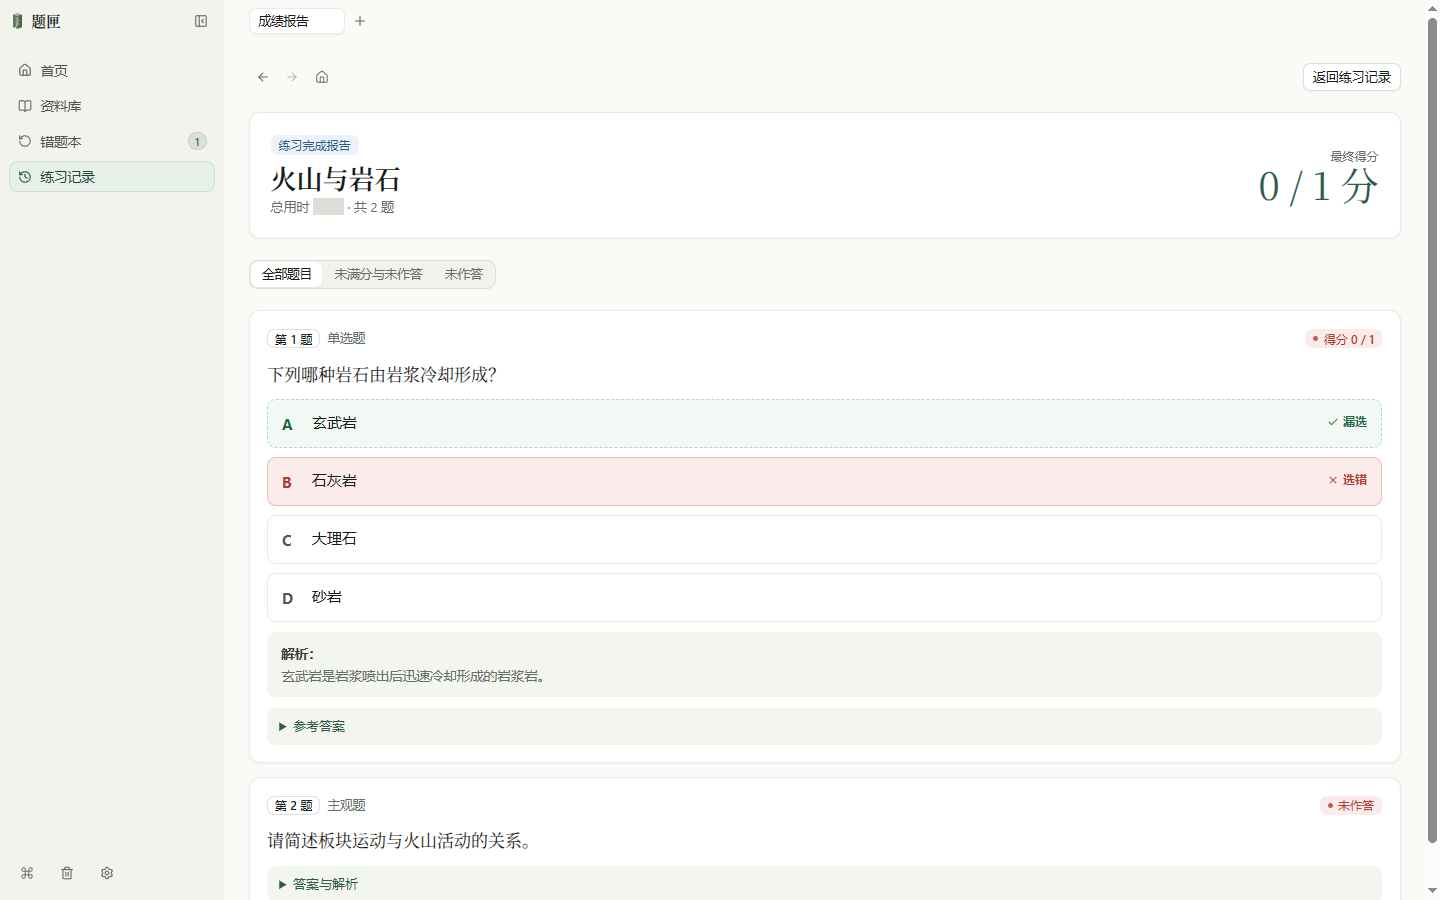 题匣
首页
资料库
错题本 1
练习记录
成绩报告
返回练习记录
练习完成报告
火山与岩石
总用时 · 共 2 题
最终得分
0 / 1 分
全部题目 未满分与未作答 未作答
第 1 题 单选题 得分 0 / 1
下列哪种岩石由岩浆冷却形成?
A 玄武岩 漏选
B 石灰岩 选错
C 大理石
D 砂岩
解析：
玄武岩是岩浆喷出后迅速冷却形成的岩浆岩。
参考答案
第 2 题 主观题 未作答
请简述板块运动与火山活动的关系。
答案与解析